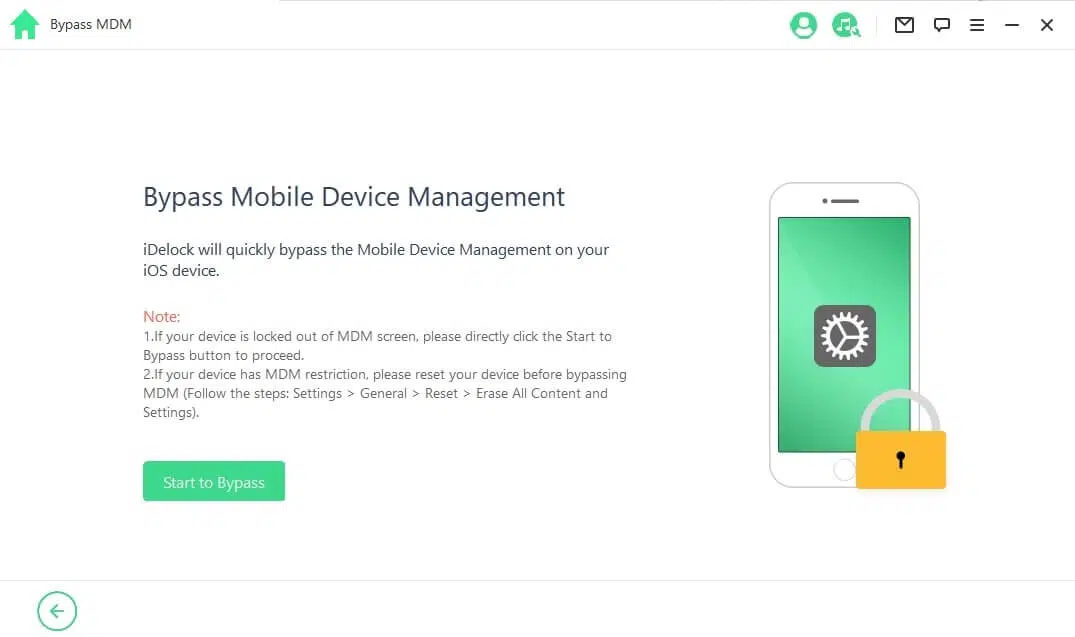 Bypass MDM
Bypass Mobile Device Management
iDelock will quickly bypass the Mobile Device Management on your
iOS device.
Note:
1.If your device is locked out of MDM screen, please directly click the Start to
Bypass button to proceed.
2.If your device has MDM restriction, please reset your device before bypassing
MDM (Follow the steps: Settings > General > Reset > Erase All Content and
Settings).
Start to Bypass